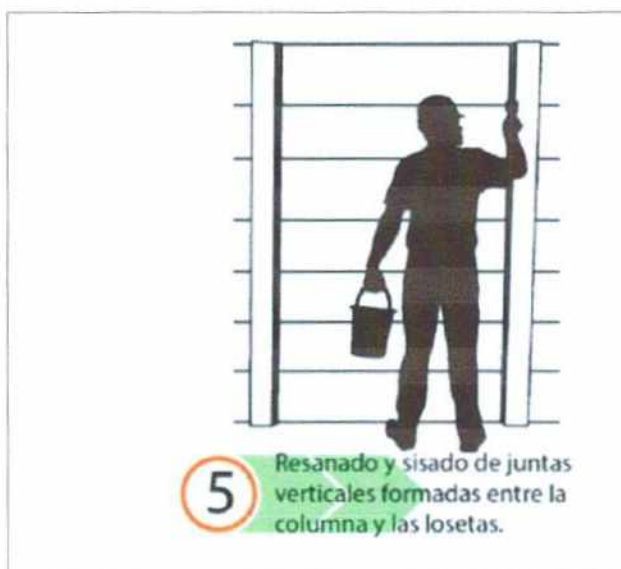 5
Resanado y sisado de juntas
verticales formadas entre la
columna y las losetas.